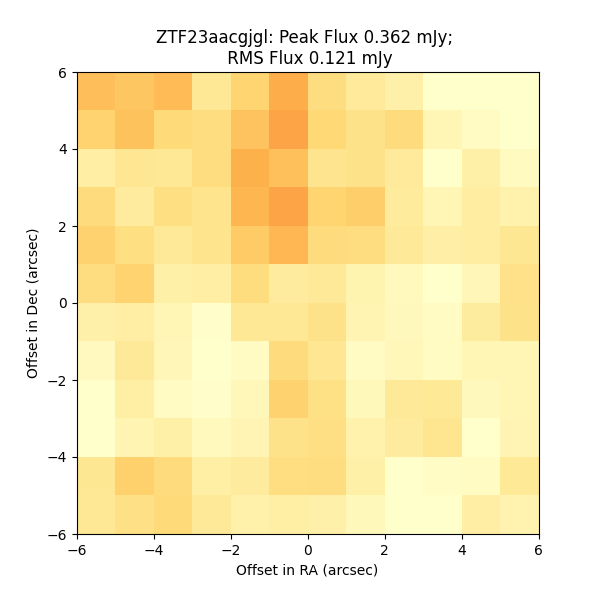 ZTF23aacgjgl: Peak Flux 0.362 mJy;
RMS Flux 0.121 mJy
6
4
2
0
−2
−4
−6
Offset in Dec (arcsec)
−6 −4 −2 0 2 4 6
Offset in RA (arcsec)